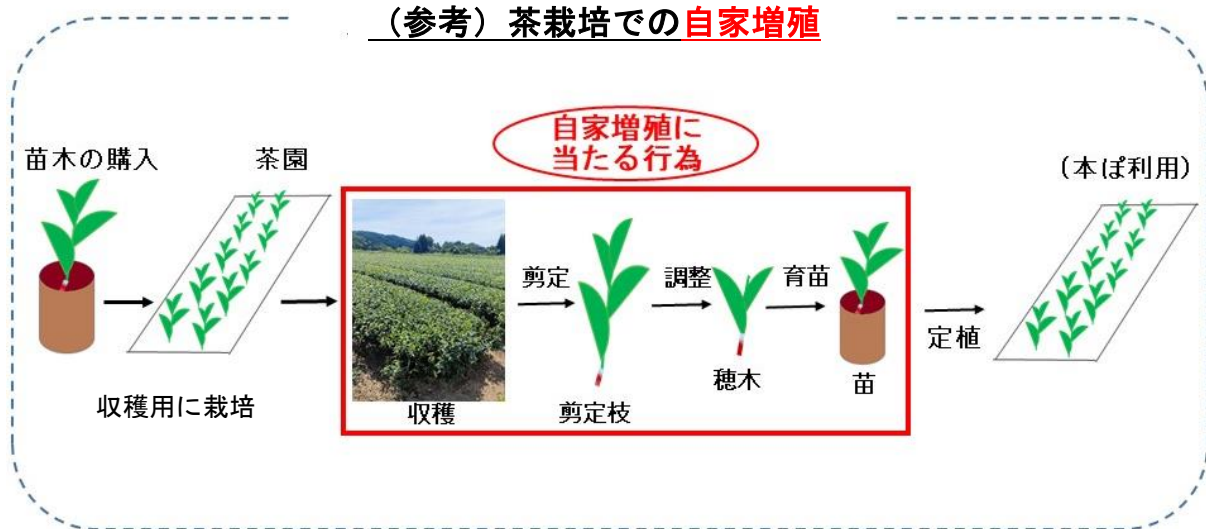 （参考）茶栽培での自家増殖
自家増殖に
当たる行為
苗木の購入
茶園
（本ぽ利用）
剪定
調整
育苗
定植
穂木
苗
収穫用に栽培
収穫
剪定枝